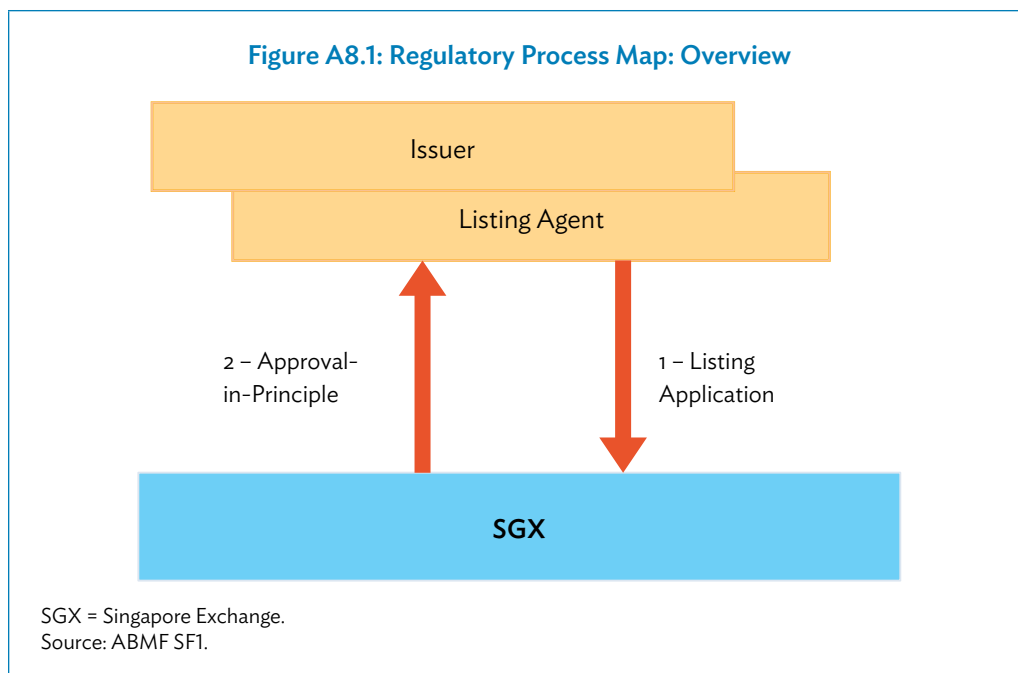 Figure A8.1: Regulatory Process Map: Overview
Issuer
Listing Agent
2 – Approval-
in-Principle
1 – Listing
Application
SGX
SGX = Singapore Exchange.
Source: ABMF SF1.